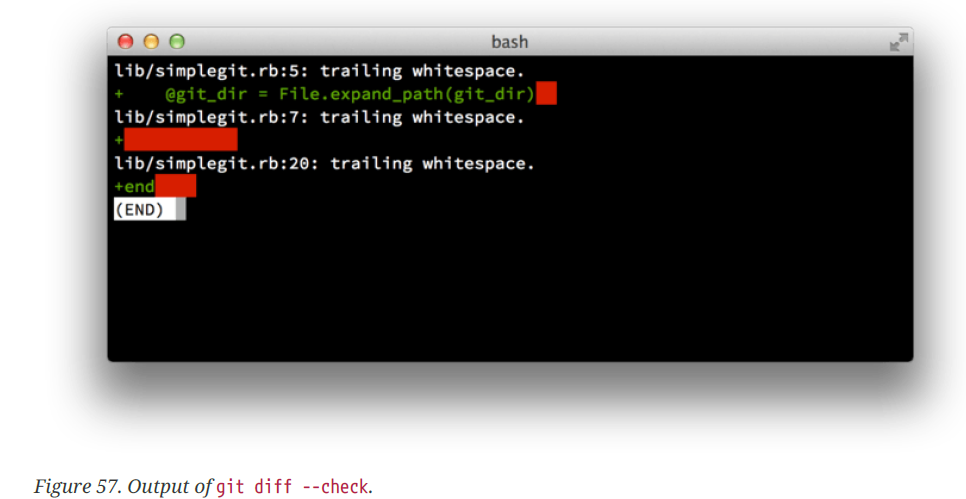 bash
lib/simplegit.rb:5: trailing whitespace.
+    @git_dir = File.expand_path(git_dir)
lib/simplegit.rb:7: trailing whitespace.
+
lib/simplegit.rb:20: trailing whitespace.
+end
(END)
Figure 57. Output of git diff --check.